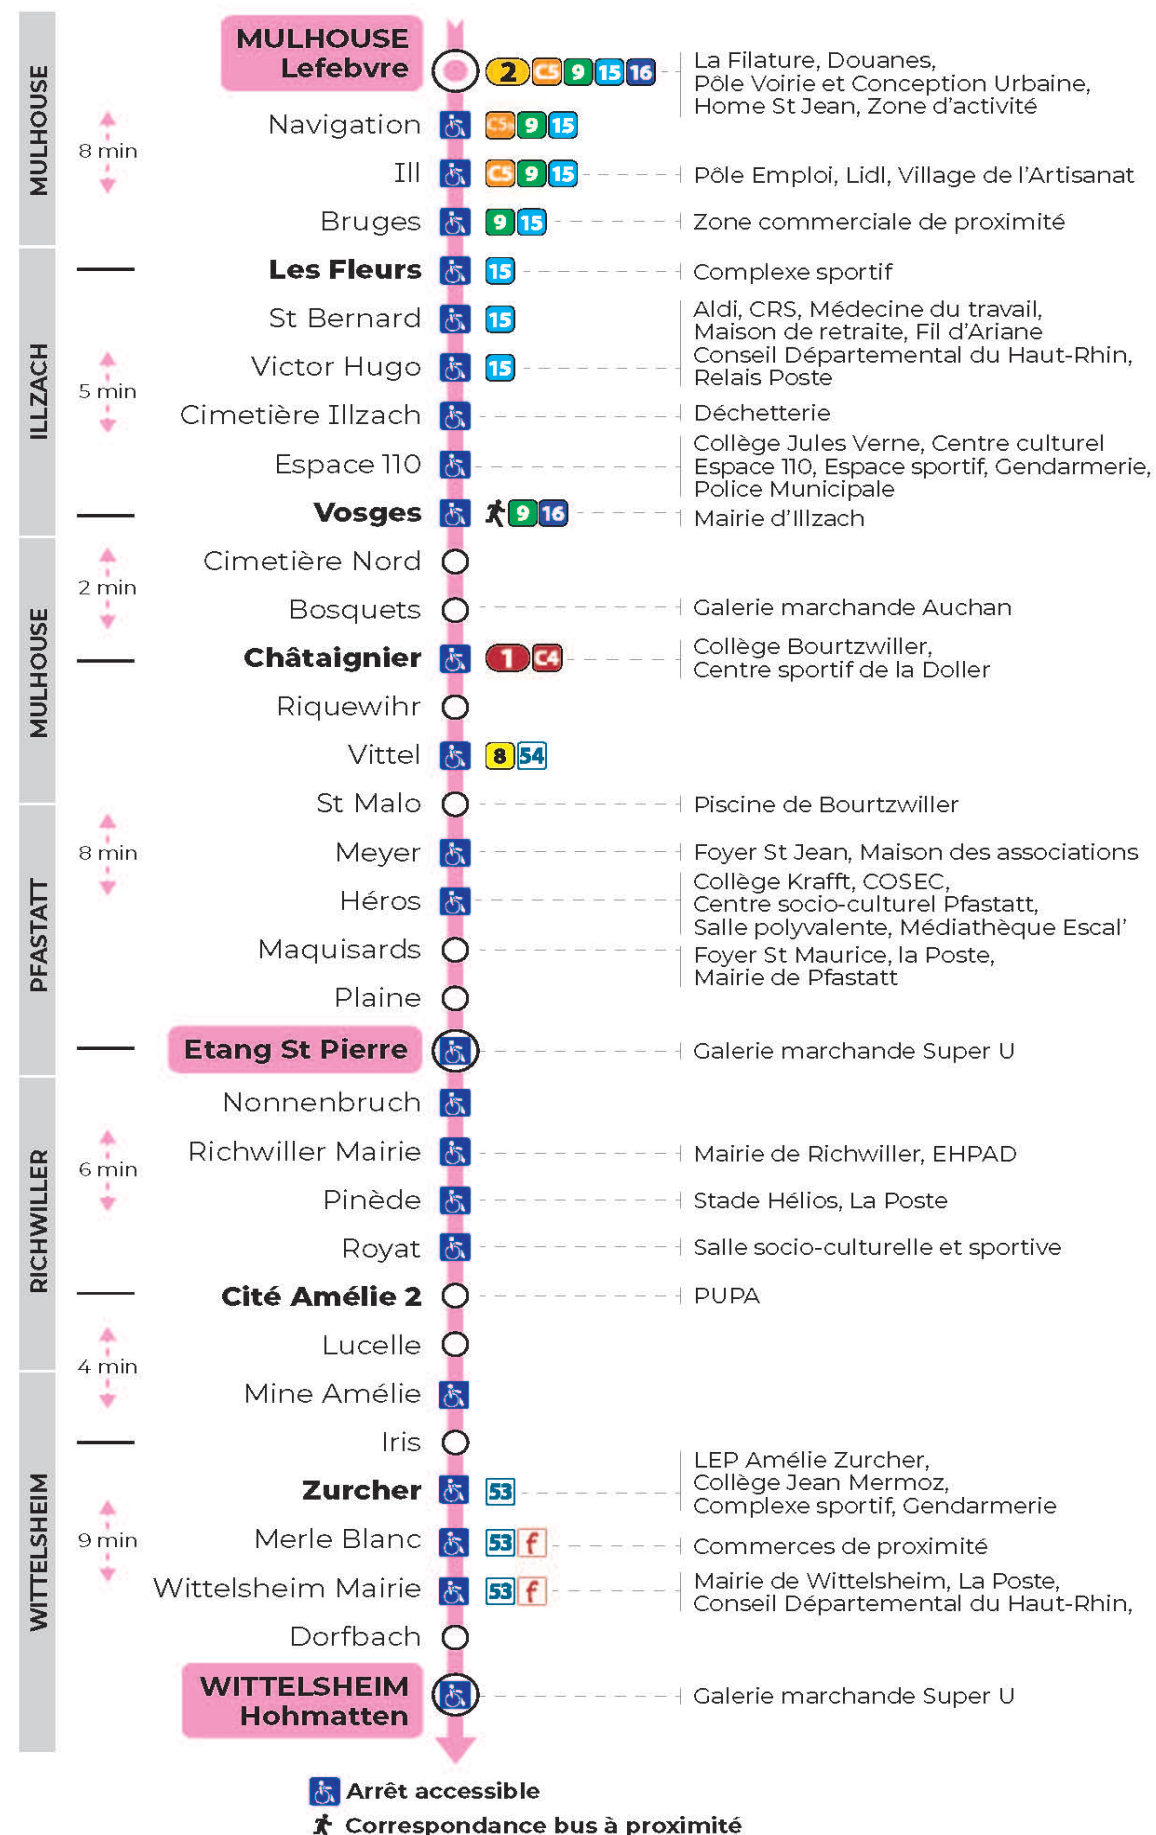 MULHOUSE
8 min
MULHOUSE
Lefebvre
2 C5 9 15 16
La Filature, Douanes,
Pôle Voirie et Conception Urbaine,
Home St Jean, Zone d'activité
Navigation
9 15
Ill
C5 9 15
Pôle Emploi, Lidl, Village de l'Artisanat
Bruges
9 15
Zone commerciale de proximité
ILLZACH
5 min
Les Fleurs
15
Complexe sportif
St Bernard
15
Aldi, CRS, Médecine du travail,
Maison de retraite, Fil d'Ariane
Victor Hugo
15
Conseil Départemental du Haut-Rhin,
Relais Poste
Cimetière Illzach
Déchetterie
Espace 110
Collège Jules Verne, Centre culturel
Espace 110, Espace sportif, Gendarmerie,
Police Municipale
Vosges
9 16
Mairie d'Illzach
MULHOUSE
2 min
Cimetière Nord
Bosquets
Galerie marchande Auchan
Châtaignier
1 C4
Collège Bourtzwiller,
Centre sportif de la Doller
Riquewihr
Vittel
8 54
PFASTATT
8 min
St Malo
Piscine de Bourtzwiller
Meyer
Foyer St Jean, Maison des associations
Héros
Collège Krafft, COSEC,
Centre socio-culturel Pfastatt,
Salle polyvalente, Médiathèque Escal'
Maquisards
Foyer St Maurice, la Poste,
Mairie de Pfastatt
Plaine
Etang St Pierre
Galerie marchande Super U
RICHWILLER
6 min
Nonnenbruch
Richwiller Mairie
Mairie de Richwiller, EHPAD
Pinède
Stade Hélios, La Poste
Royat
Salle socio-culturelle et sportive
Cité Amélie 2
PUPA
4 min
Lucelle
WITTELSHEIM
Mine Amélie
Iris
9 min
Zurcher
53
LEP Amélie Zurcher,
Collège Jean Mermoz,
Complexe sportif, Gendarmerie
Merle Blanc
53 f
Commerces de proximité
Wittelsheim Mairie
53 f
Mairie de Wittelsheim, La Poste,
Conseil Départemental du Haut-Rhin,
Dorfbach
WITTELSHEIM
Hohmatten
Galerie marchande Super U
Arrêt accessible
Correspondance bus à proximité